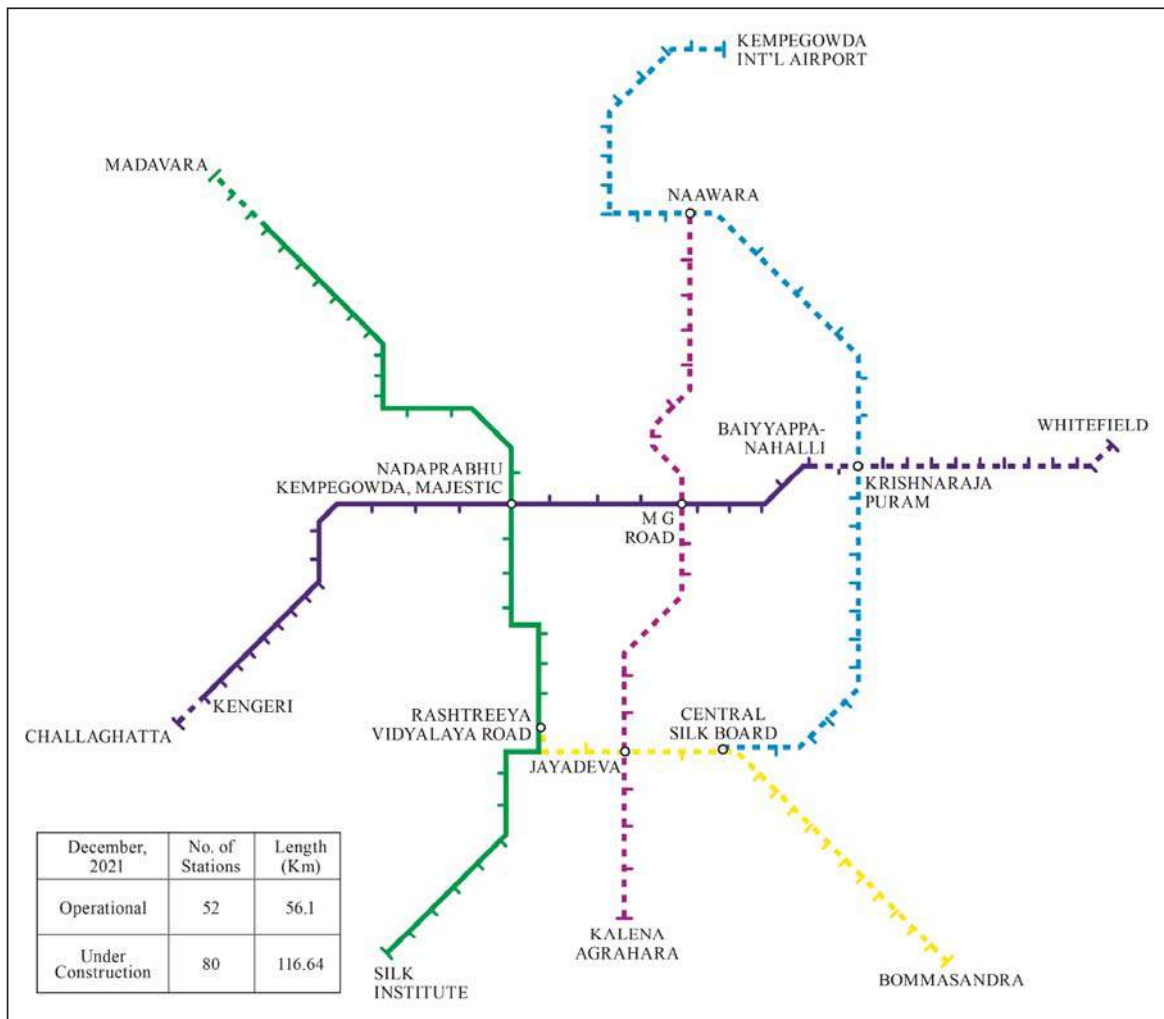 KEMPEGOWDA
INT'L AIRPORT
MADAVARA
NAAWARA
WHITEFIELD
BAIYYAPPA-
NAHALLI
NADAPRABHU
KEMPEGOWDA, MAJESTIC
KRISHNARAJA
PURAM
M G
ROAD
KENGERI
CHALLAGHATTA
RASHTREEYA
VIDYALAYA ROAD
CENTRAL
SILK BOARD
JAYADEVA
December,
2021
No. of
Stations
Length
(Km)
Operational
52
56.1
Under
Construction
80
116.64
SILK
INSTITUTE
KALENA
AGRAHARA
BOMMASANDRA